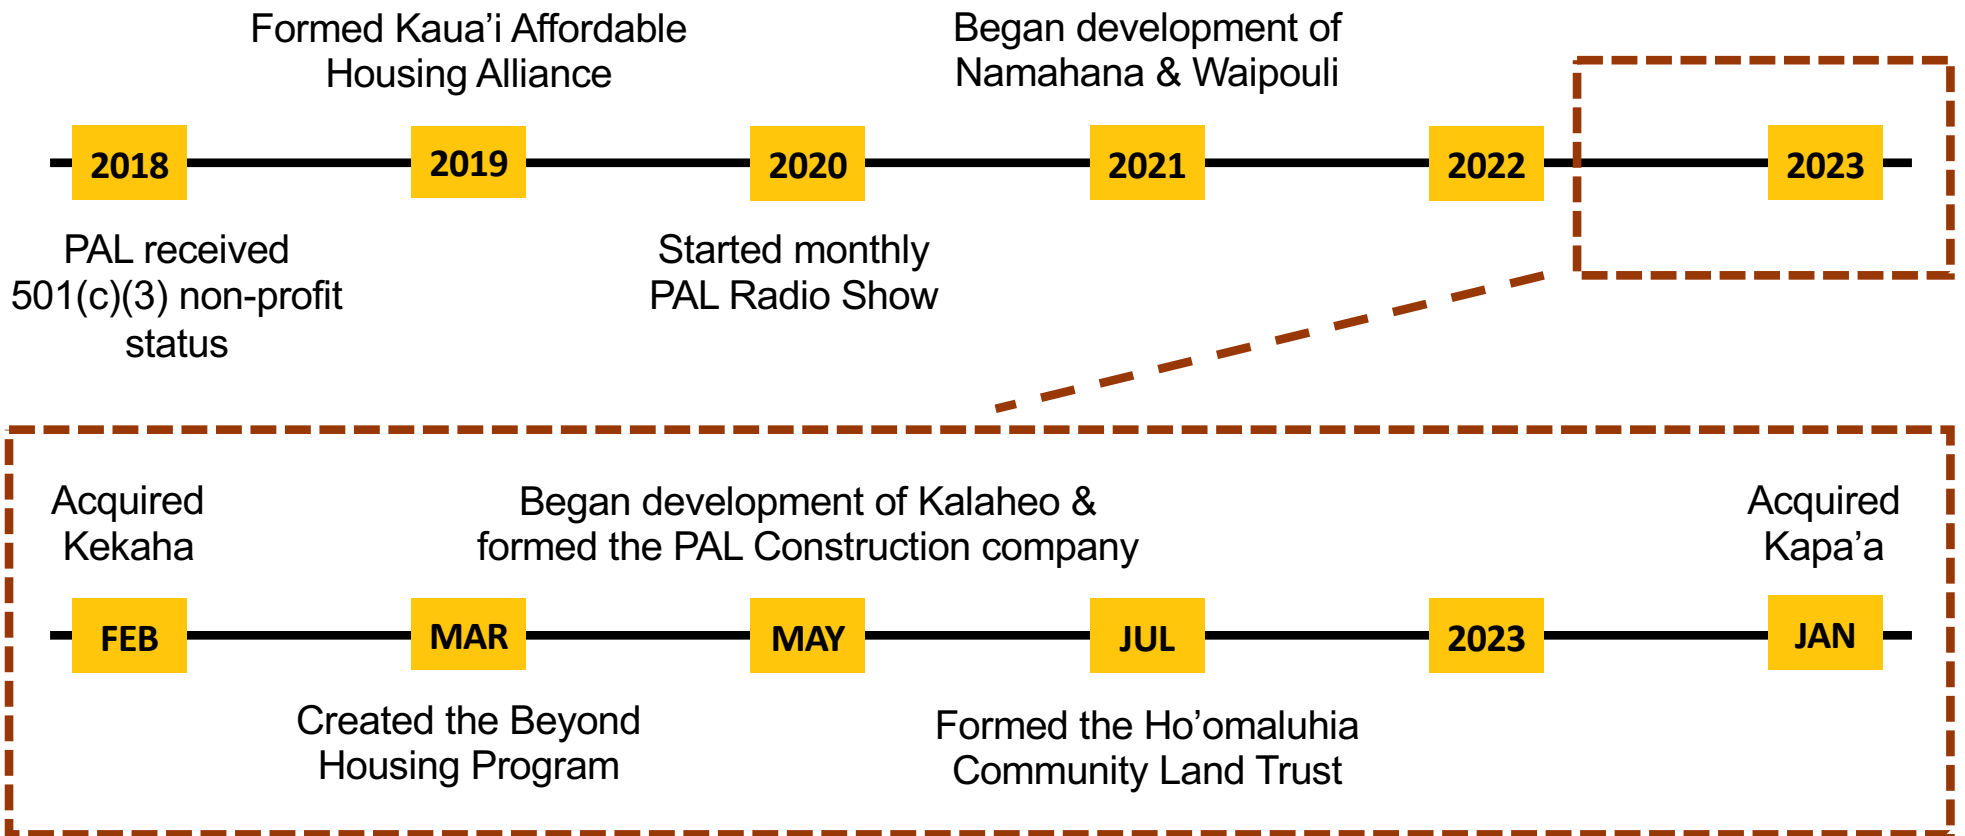 Formed Kaua’i Affordable
Housing Alliance
Began development of
Namahana & Waipouli
2018
2019
2020
2021
2022
2023
PAL received
501(c)(3) non-profit
status
Started monthly
PAL Radio Show
Acquired
Kekaha
Began development of Kalaheo &
formed the PAL Construction company
Acquired
Kapa’a
FEB
MAR
MAY
JUL
2023
JAN
Created the Beyond
Housing Program
Formed the Ho’omaluhia
Community Land Trust